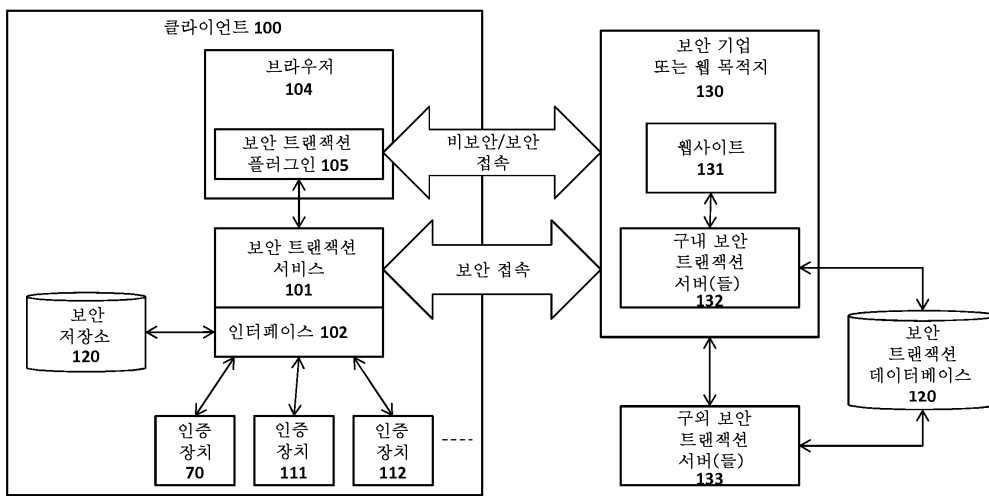 클라이언트 100
브라우저
104
보안 트랜잭션
플러그인 105
비보안/보안
접속
보안 기업
또는 웹 목적지
130
웹사이트
131
보안 트랜잭션
서비스
101
보안 접속
구내 보안
트랜잭션
서버(들)
132
보안
저장소
120
인터페이스 102
보안
트랜잭션
데이터베이스
120
인증
장치
70
인증
장치
111
인증
장치
112
구외 보안
트랜잭션
서버(들)
133